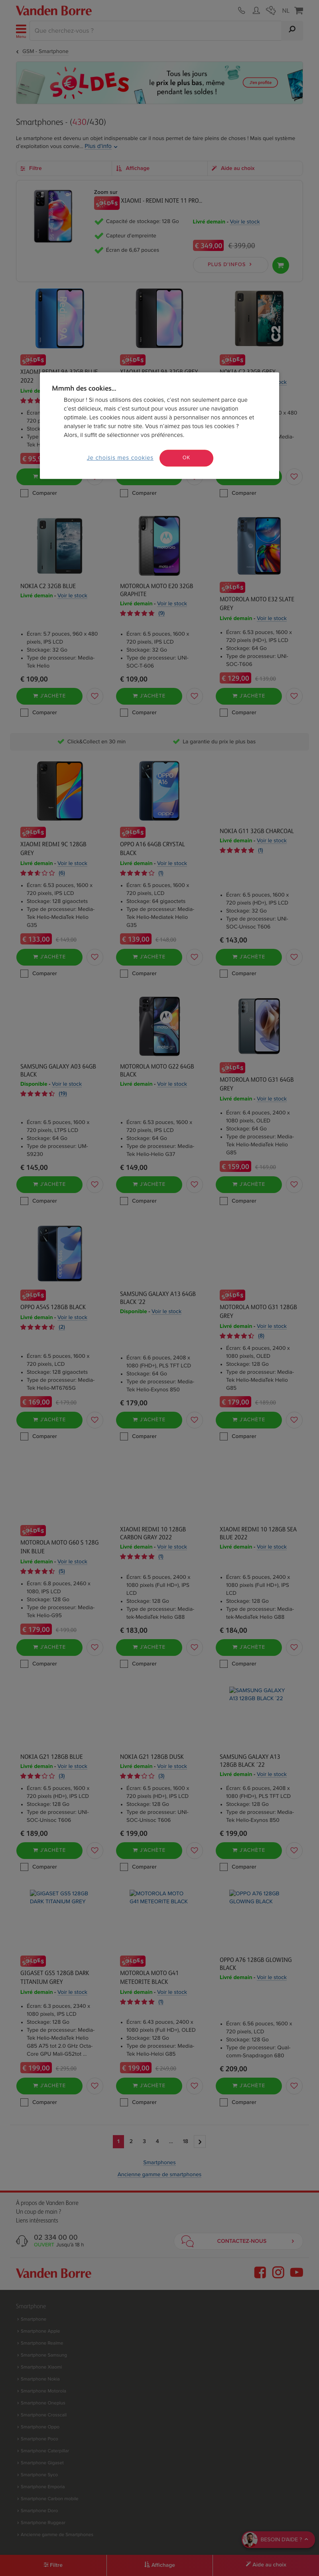 Vanden Borre
NL
Menu
Que cherchez-vous ?
GSM - Smartphone
SOLDES
Tous les jours
le prix le plus bas,
même pendant
les soldes !
J'en profite
Smartphones - (430/430)
Le smartphone est devenu un objet indispensable car il nous permet de faire pleins de choses ! Mais quel système
d'exploitation vous convie... Plus d'info
Filtre
Affichage
Aide au choix
Zoom sur
SOLDES XIAOMI - REDMI NOTE 11 PRO...
Capacité de stockage: 128 Go
Capteur d'empreinte
Écran de 6,67 pouces
Livré demain - Voir le stock
€ 349,00 € 399,00
PLUS D'INFOS
Mmmh des cookies...
Bonjour ! Si nous utilisons des cookies, c'est non seulement parce que
c'est délicieux, mais c'est surtout pour vous assurer une navigation
optimale. Les cookies nous aident aussi à personnaliser nos contenus et
analyser le trafic sur notre site. Vous n'aimez pas tous les cookies ?
Alors, il suffit de sélectionner vos préférences.
Je choisis mes cookies
OK
Comparer
Comparer
Comparer
NOKIA C2 32GB BLUE
Livré demain - Voir le stock
Écran: 5.7 pouces, 960 x 480
pixels, IPS LCD
Stockage: 32 Go
Type de processeur: Media-
Tek Helio
€ 109,00
J'ACHÈTE
Comparer
MOTOROLA MOTO E20 32GB
GRAPHITE
Livré demain - Voir le stock
(9)
Écran: 6.5 pouces, 1600 x
720 pixels, IPS LCD
Stockage: 32 Go
Type de processeur: UNI-
SOC-T-606
€ 109,00
J'ACHÈTE
Comparer
SOLDES
MOTOROLA MOTO E32 SLATE
GREY
Livré demain - Voir le stock
Écran: 6.53 pouces, 1600 x
720 pixels (HD+), IPS LCD
Stockage: 64 Go
Type de processeur: UNI-
SOC-T606
€ 129,00 € 139,00
J'ACHÈTE
Comparer
Click&Collect en 30 min
La garantie du prix le plus bas
SOLDES
XIAOMI REDMI 9C 128GB
GREY
Livré demain - Voir le stock
(6)
Écran: 6.53 pouces, 1600 x
720 pixels, IPS LCD
Stockage: 128 gigaoctets
Type de processeur: Media-
Tek Helio-MediaTek Helio
G35
€ 133,00 € 149,00
J'ACHÈTE
Comparer
SOLDES
OPPO A16 64GB CRYSTAL
BLACK
Livré demain - Voir le stock
(1)
Écran: 6.5 pouces, 1600 x
720 pixels, LCD
Stockage: 64 gigaoctets
Type de processeur: Media-
Tek Helio-Mediatek Helio
G35
€ 139,00 € 149,00
J'ACHÈTE
Comparer
NOKIA G11 32GB CHARCOAL
Livré demain - Voir le stock
(1)
Écran: 6.5 pouces, 1600 x
720 pixels (HD+), IPS LCD
Stockage: 32 Go
Type de processeur: UNI-
SOC-Unisoc T606
€ 143,00
J'ACHÈTE
Comparer
SAMSUNG GALAXY A03 64GB
BLACK
Disponible - Voir le stock
(19)
Écran: 6.5 pouces, 1600 x
720 pixels, LTPS LCD
Stockage: 64 Go
Type de processeur: UMI-
S9230
€ 145,00
J'ACHÈTE
Comparer
MOTOROLA MOTO G22 64GB
BLACK
Livré demain - Voir le stock
Écran: 6.53 pouces, 1600 x
720 pixels, IPS LCD
Stockage: 64 Go
Type de processeur: Media-
Tek Helio-Helio G37
€ 149,00
J'ACHÈTE
Comparer
SOLDES
MOTOROLA MOTO G31 64GB
GREY
Livré demain - Voir le stock
Écran: 6.4 pouces, 2400 x
1080 pixels, OLED
Stockage: 64 Go
Type de processeur: Media-
Tek Helio-MediaTek Helio
G85
€ 159,00 € 169,00
J'ACHÈTE
Comparer
SOLDES
OPPO A54S 128GB BLACK
Livré demain - Voir le stock
(2)
Écran: 6.5 pouces, 1600 x
720 pixels, LCD
Stockage: 128 gigaoctets
Type de processeur: Media-
Tek Helio-MT6765G
€ 169,00 € 179,00
J'ACHÈTE
Comparer
SAMSUNG GALAXY A13 64GB
BLACK '22
Disponible - Voir le stock
Écran: 6.6 pouces, 2408 x
1080 (FHD+), PLS TFT LCD
Stockage: 64 Go
Type de processeur: Media-
Tek Helio-Exynos 850
€ 179,00
J'ACHÈTE
Comparer
SOLDES
MOTOROLA MOTO G31 128GB
GREY
Livré demain - Voir le stock
(8)
Écran: 6.4 pouces, 2400 x
1080 pixels, OLED
Stockage: 128 Go
Type de processeur: Media-
Tek Helio-MediaTek Helio
G85
€ 179,00 € 189,00
J'ACHÈTE
Comparer
SOLDES
MOTOROLA MOTO G60 S 128G
INK BLUE
Livré demain - Voir le stock
(5)
Écran: 6.8 pouces, 2460 x
1080, IPS LCD
Stockage: 128 Go
Type de processeur: Media-
Tek Helio-G95
€ 179,00 € 199,00
J'ACHÈTE
Comparer
XIAOMI REDMI 10 128GB
CARBON GRAY 2022
Livré demain - Voir le stock
(1)
Écran: 6.5 pouces, 2400 x
1080 pixels (Full HD+), IPS
LCD
Stockage: 128 Go
Type de processeur: Media-
tek-MediaTek Helio G88
€ 183,00
J'ACHÈTE
Comparer
XIAOMI REDMI 10 128GB SEA
BLUE 2022
Livré demain - Voir le stock
Écran: 6.5 pouces, 2400 x
1080 pixels (Full HD+), IPS
LCD
Stockage: 128 Go
Type de processeur: Media-
tek-MediaTek Helio G88
€ 184,00
J'ACHÈTE
Comparer
NOKIA G21 128GB BLUE
Livré demain - Voir le stock
(3)
Écran: 6.5 pouces, 1600 x
720 pixels (HD+), IPS LCD
Stockage: 128 Go
Type de processeur: UNI-
SOC-Unisoc T606
€ 189,00
J'ACHÈTE
Comparer
NOKIA G21 128GB DUSK
Livré demain - Voir le stock
(3)
Écran: 6.5 pouces, 1600 x
720 pixels (HD+), IPS LCD
Stockage: 128 Go
Type de processeur: UNI-
SOC-Unisoc T606
€ 199,00
J'ACHÈTE
Comparer
SAMSUNG GALAXY
A13 128GB BLACK '22
SAMSUNG GALAXY A13
128GB BLACK '22
Livré demain - Voir le stock
Écran: 6.6 pouces, 2408 x
1080 (FHD+), PLS TFT LCD
Stockage: 128 Go
Type de processeur: Media-
Tek Helio-Exynos 850
€ 199,00
J'ACHÈTE
Comparer
GIGASET GS5 128GB
DARK TITANIUM GREY
SOLDES
GIGASET GS5 128GB DARK
TITANIUM GREY
Livré demain - Voir le stock
Écran: 6.3 pouces, 2340 x
1080 pixels, IPS LCD
Stockage: 128 Go
Type de processeur: Media-
Tek Helio-MediaTek Helio
G85 A75 bit 2.0 GHz Octa
Core GPU Mali-G52bit ...
€ 199,00
J'ACHÈTE
Comparer
MOTOROLA MOTO
G41 METEORITE BLACK
SOLDES
MOTOROLA MOTO G41
METEORITE BLACK
Livré demain - Voir le stock
(1)
Écran: 6.43 pouces, 2400 x
1080 pixels (HD+), OLED
Stockage: 128 Go
Type de processeur: Media-
Tek Helio-Helio G85
€ 199,00 € 249,00
J'ACHÈTE
Comparer
OPPO A76 128GB
GLOWING BLACK
OPPO A76 128GB GLOWING
BLACK
Livré demain - Voir le stock
Écran: 6.56 pouces, 1600 x
720 pixels, LCD
Stockage: 128 Go
Type de processeur: Qual-
comm-Snapdragon 680
€ 209,00
J'ACHÈTE
Comparer
1 2 3 4 ... 18
Smartphones
Ancienne gamme de smartphones
À propos de Vanden Borre
Un coup de main ?
Liens intéressants
02 334 00 00
OUVERT Jusqu'à 18 h
CONTACTEZ-NOUS
Vanden Borre
Smartphone
BESOIN D'AIDE ?
Filtre
Affichage
Aide au choix